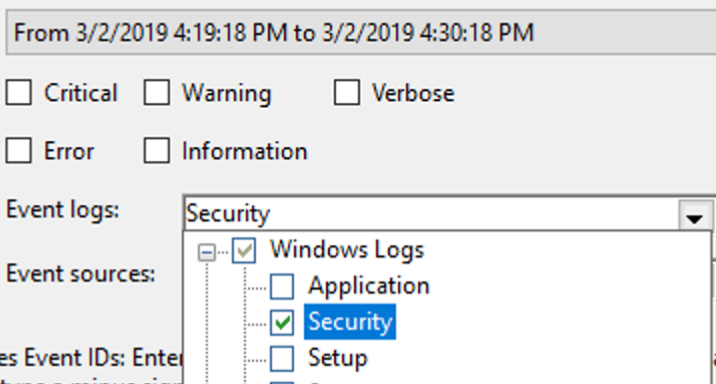 From 3/2/2019 4:19:18 PM to 3/2/2019 4:30:18 PM
Critical Warning Verbose
Error Information
Event logs: Security
Windows Logs
Event sources:
Application
Security
es Event IDs: Enter
Setup